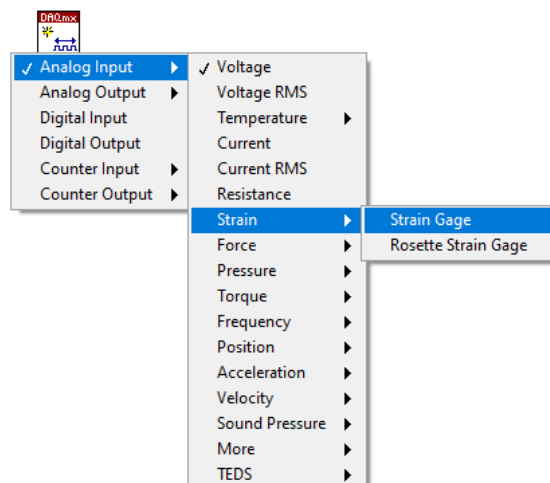 DAQmx
Analog Input
Analog Output
Digital Input
Digital Output
Counter Input
Counter Output
Voltage
Voltage RMS
Temperature
Current
Current RMS
Resistance
Strain
Force
Pressure
Torque
Frequency
Position
Acceleration
Velocity
Sound Pressure
More
TEDS
Strain Gage
Rosette Strain Gage